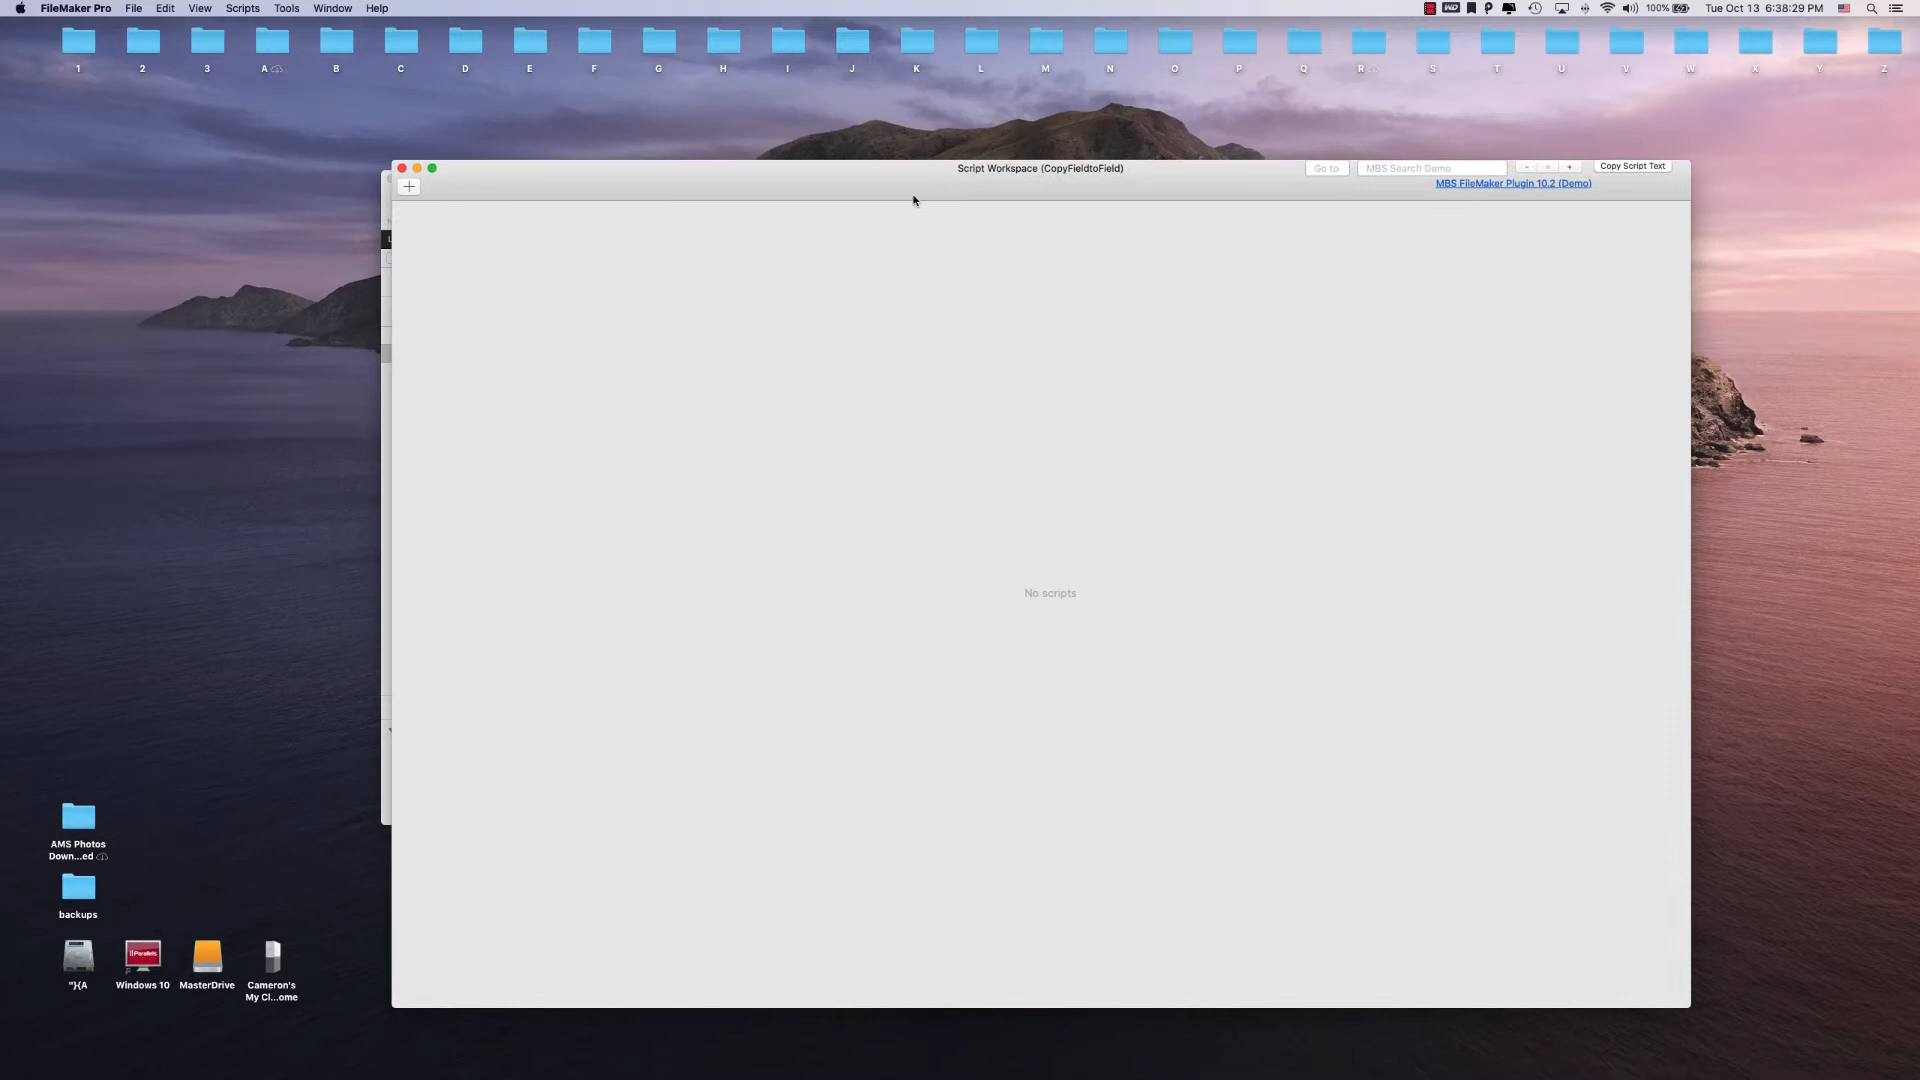 FileMaker Pro File Edit View Scripts Tools Window Help
WD 100% Tue Oct 13 6:38:29 PM
1 2 3 A B C D E F G H I J K L M N O P Q R S T U V W X Y Z
Script Workspace (CopyFieldtoField)
Go to
MBS Search Demo
- = +
Copy Script Text
MBS FileMaker Plugin 10.2 (Demo)
No scripts
AMS Photos
Down...ed
backups
Parallels
"}{A Windows 10 MasterDrive Cameron's
My Cl...ome